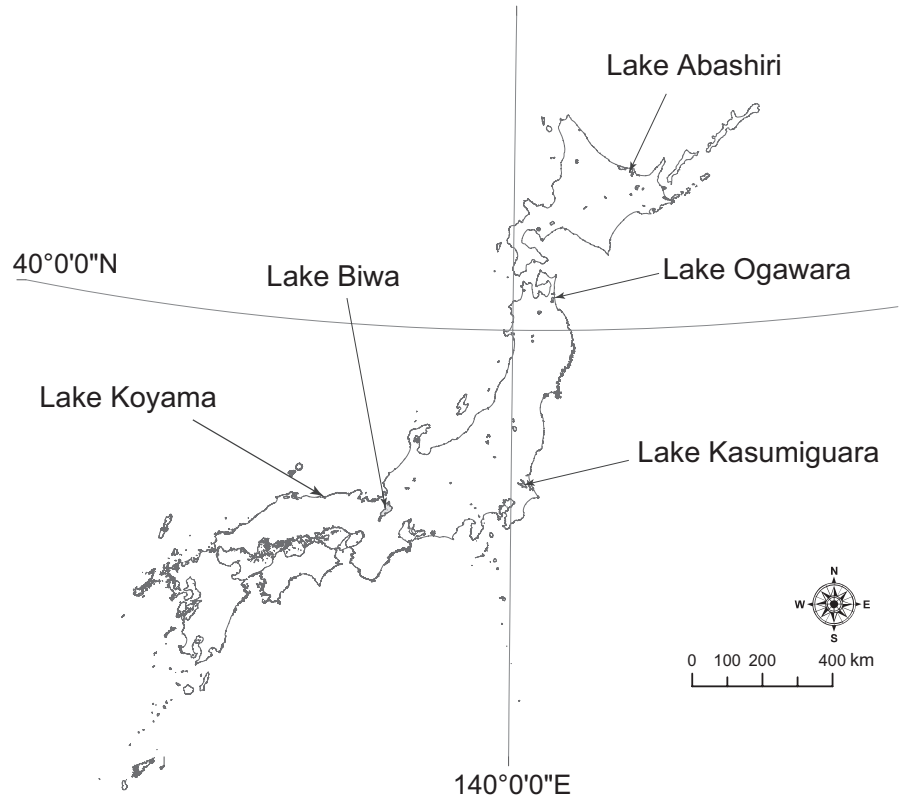 Lake Abashiri
40°0'0"N
Lake Biwa
Lake Ogawara
Lake Koyama
Lake Kasumiguara
N
W E
S
0 100 200 400 km
140°0'0"E